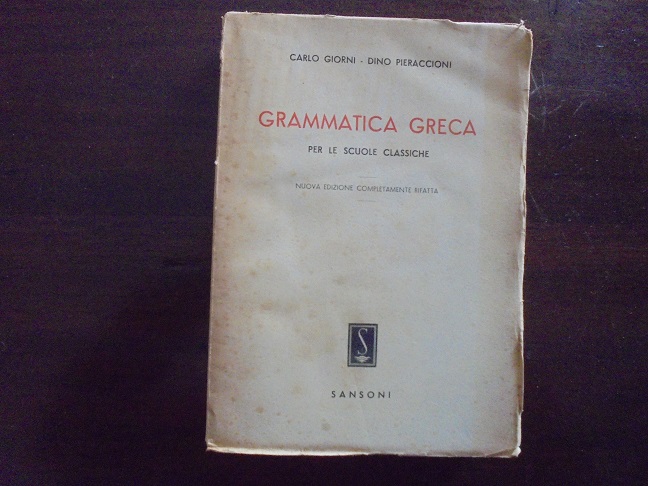 CARLO GIORNI - DINO PIERACCIONI
GRAMMATICA GRECA
PER LE SCUOLE CLASSICHE
NUOVA EDIZIONE COMPLETAMENTE RIFATTA
S
SANSONI